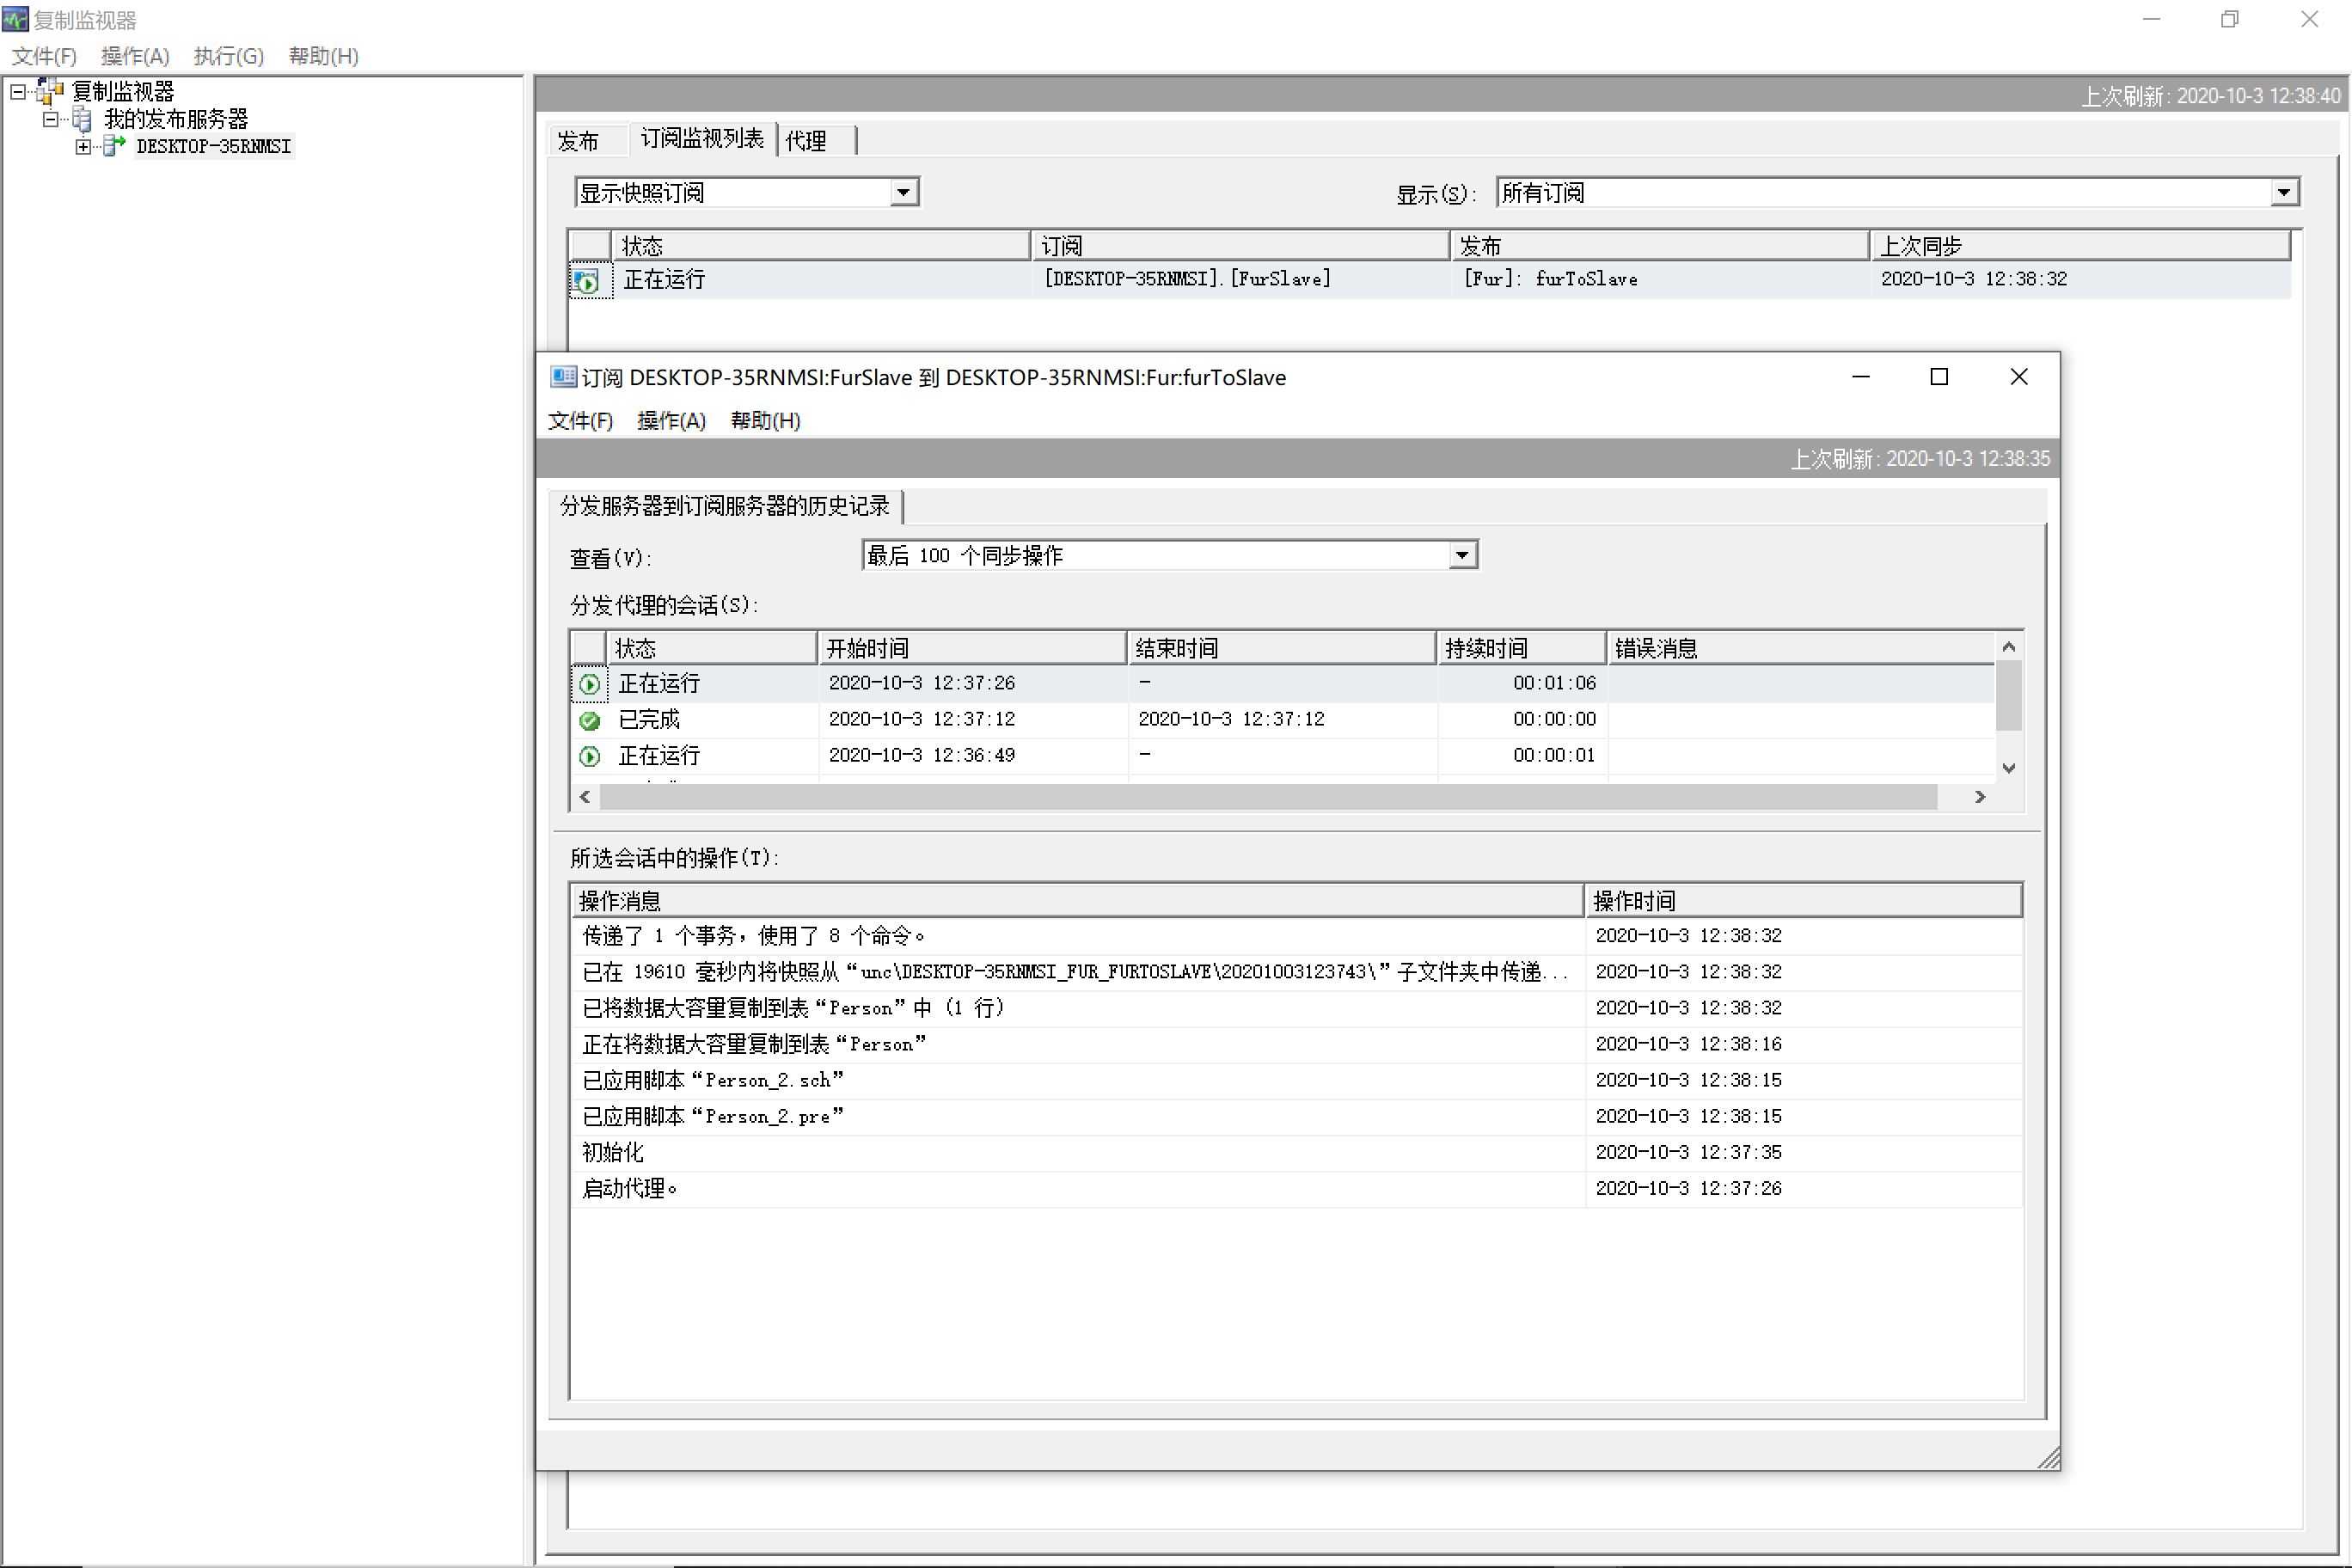 复制监视器
文件(F) 操作(A) 执行(G) 帮助(H)
复制监视器
我的发布服务器
DESKTOP-35RNMSI
上次刷新: 2020-10-3 12:38:40
发布 订阅监视列表 代理
显示快照订阅 显示(S): 所有订阅
状态 订阅 发布 上次同步
正在运行 [DESKTOP-35RNMSI].[FurSlave] [Fur]: furToSlave 2020-10-3 12:38:32
订阅 DESKTOP-35RNMSI:FurSlave 到 DESKTOP-35RNMSI:Fur:furToSlave
文件(F) 操作(A) 帮助(H)
上次刷新: 2020-10-3 12:38:35
分发服务器到订阅服务器的历史记录
查看(V): 最后 100 个同步操作
分发代理的会话(S):
状态 开始时间 结束时间 持续时间 错误消息
正在运行 2020-10-3 12:37:26 - 00:01:06
已完成 2020-10-3 12:37:12 2020-10-3 12:37:12 00:00:00
正在运行 2020-10-3 12:36:49 - 00:00:01
所选会话中的操作(T):
操作消息 操作时间
传递了 1 个事务，使用了 8 个命令。 2020-10-3 12:38:32
已在 19610 毫秒内将快照从“unc\DESKTOP-35RNMSI_FUR_FURTOSLAVE\20201003123743\”子文件夹中传递... 2020-10-3 12:38:32
已将数据大容量复制到表“Person”中 (1 行) 2020-10-3 12:38:32
正在将数据大容量复制到表“Person” 2020-10-3 12:38:16
已应用脚本“Person_2.sch” 2020-10-3 12:38:15
已应用脚本“Person_2.pre” 2020-10-3 12:38:15
初始化 2020-10-3 12:37:35
启动代理。 2020-10-3 12:37:26